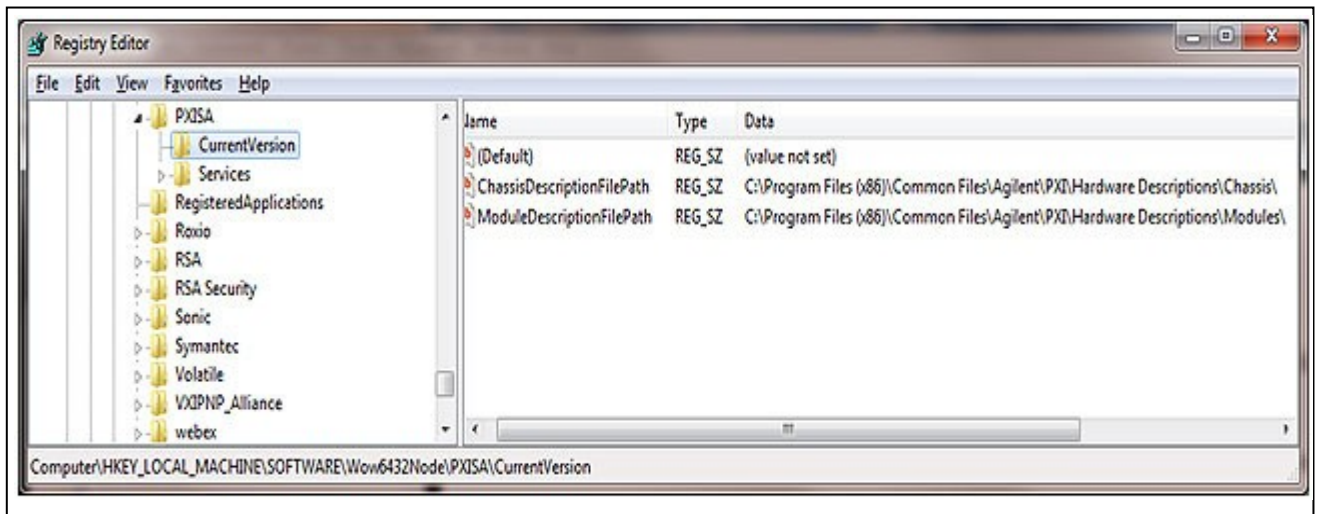 Registry Editor
File Edit View Favorites Help
PXISA
CurrentVersion
Services
RegisteredApplications
Roxio
RSA
RSA Security
Sonic
Symantec
Volatile
VXIPNP_Alliance
webex
Name Type Data
(Default) REG_SZ (value not set)
ChassisDescriptionFilePath REG_SZ C:\Program Files (x86)\Common Files\Agilent\PXI\Hardware Descriptions\Chassis\
ModuleDescriptionFilePath REG_SZ C:\Program Files (x86)\Common Files\Agilent\PXI\Hardware Descriptions\Modules\
Computer\HKEY_LOCAL_MACHINE\SOFTWARE\Wow6432Node\PXISA\CurrentVersion